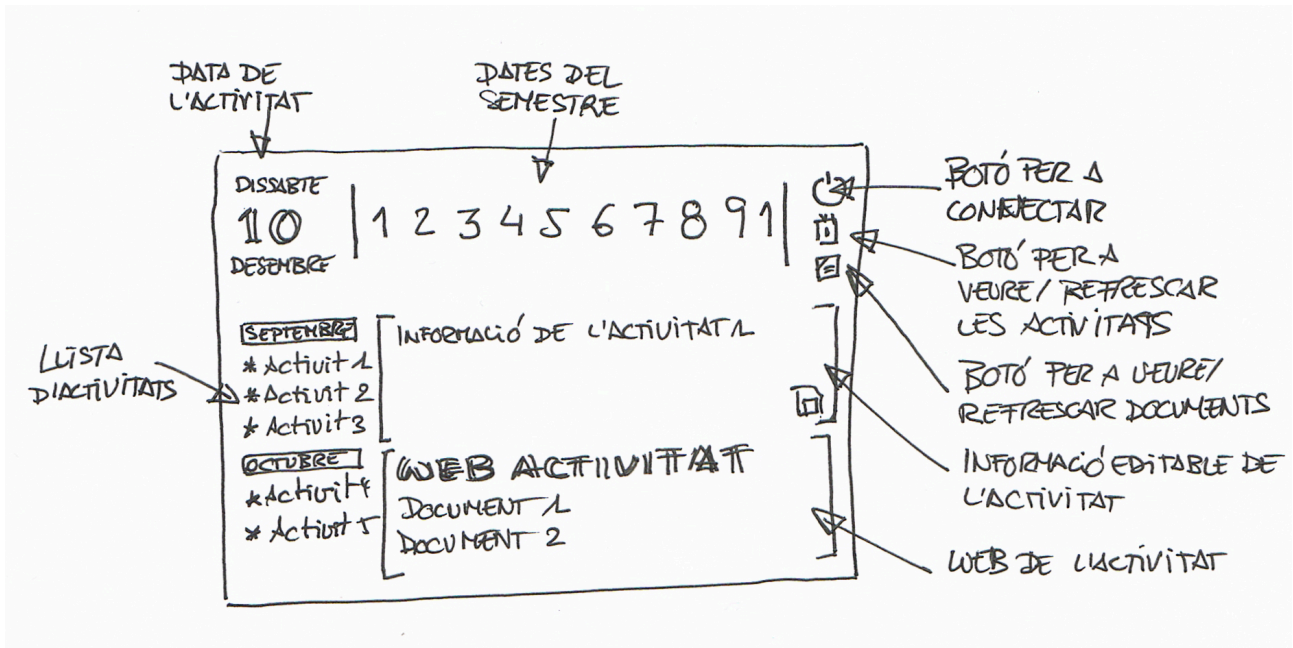 DATA DE
L'ACTIVITAT
DATES DEL
SEMESTRE
DISSABTE
10
DESEMBRE
1 2 3 4 5 6 7 8 9 1
BOTÓ PER A
CONNECTAR
BOTÓ PER A
VEURE/ REFRESCAR
LES ACTIVITATS
BOTÓ PER A VEURE/
REFRESCAR DOCUMENTS
LLISTA
D'ACTIVITATS
SEPTEMBRE
* Activit 1
* Activit 2
* Activit 3
OCTUBRE
* Activit 4
* Activit 5
INFORMACIÓ DE L'ACTIVITAT 1
WEB ACTIVITAT
DOCUMENT 1
DOCUMENT 2
INFORMACIÓ EDITABLE DE
L'ACTIVITAT
WEB DE L'ACTIVITAT